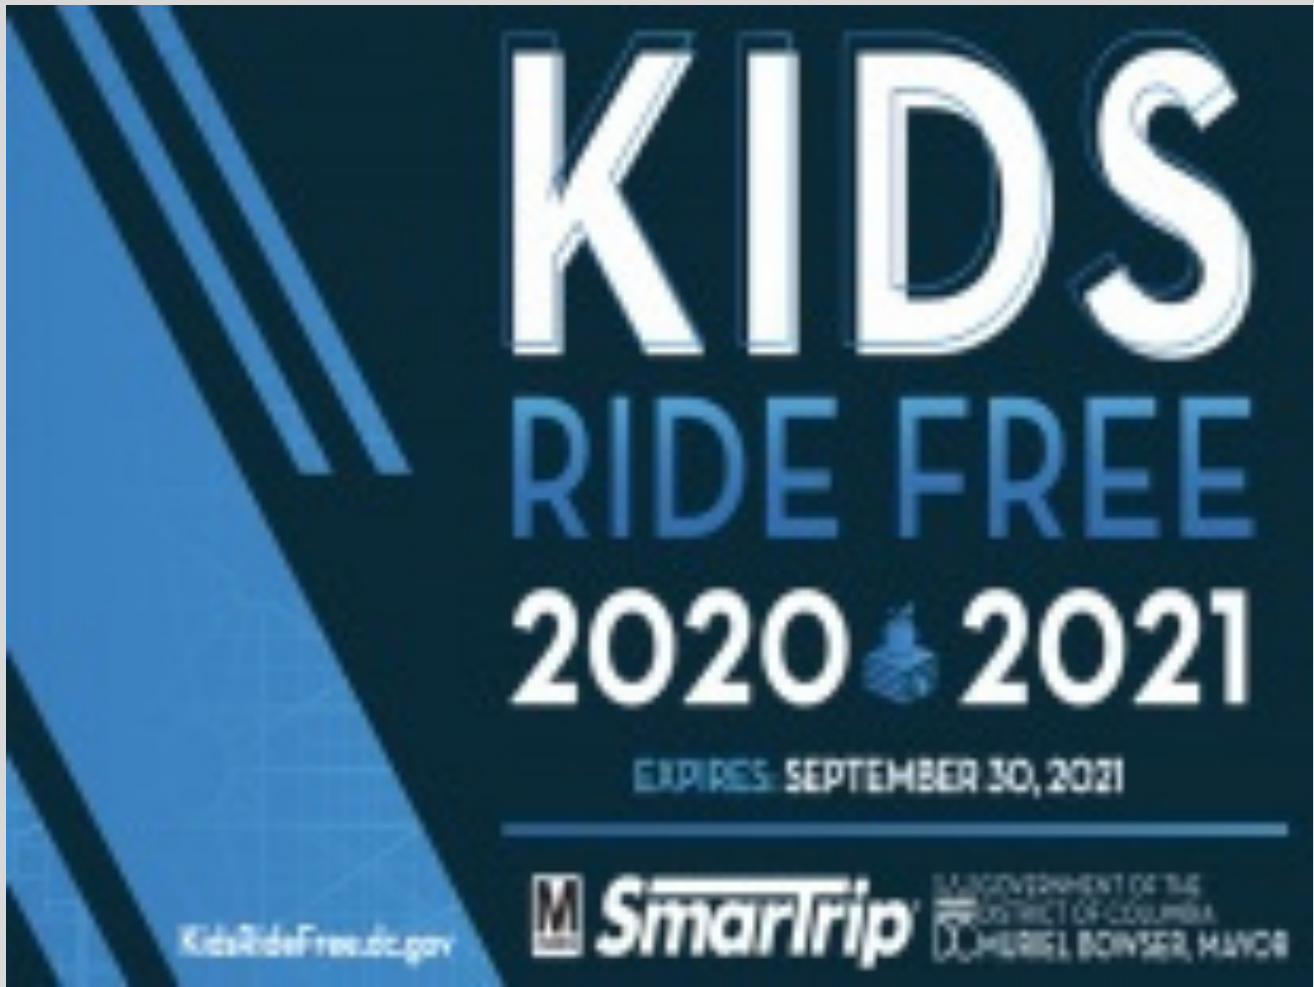 KIDS
RIDE FREE
2020 2021
EXPIRES: SEPTEMBER 30, 2021
KidsRideFree.dc.gov
M
SmarTrip
GOVERNMENT OF THE
DISTRICT OF COLUMBIA
DC MURIEL BOWSER, MAYOR